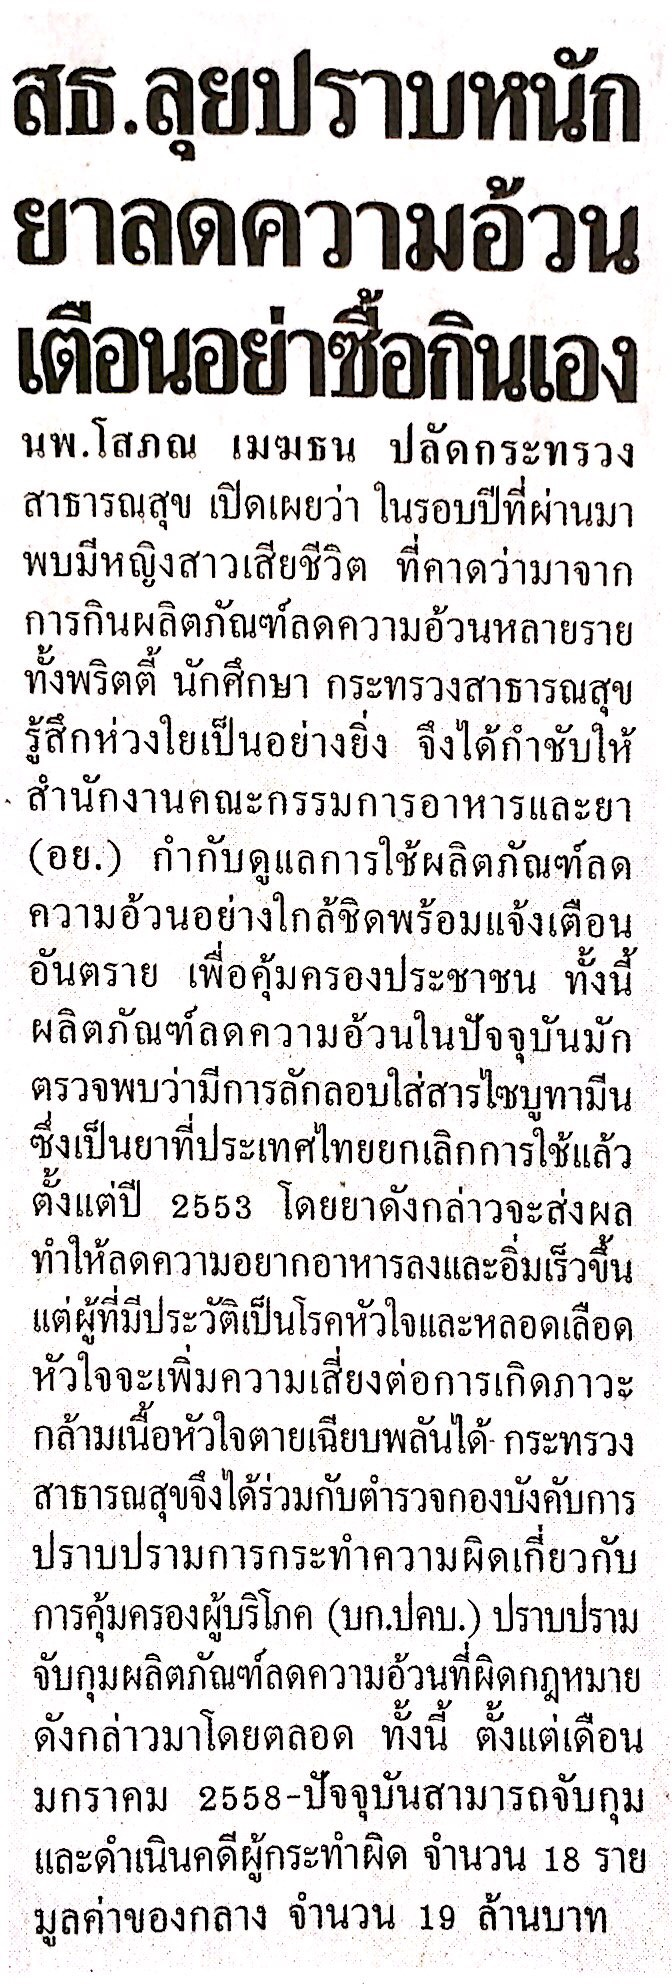 สธ.ลุยปราบหนัก
ยาลดความอ้วน
เตือนอย่าซื้อกินเอง
นพ.โสภณ เมฆธน ปลัดกระทรวง
สาธารณสุข เปิดเผยว่า ในรอบปีที่ผ่านมา
พบมีหญิงสาวเสียชีวิต ที่คาดว่ามาจาก
การกินผลิตภัณฑ์ลดความอ้วนหลายราย
ทั้งพริตตี้ นักศึกษา กระทรวงสาธารณสุข
รู้สึกห่วงใยเป็นอย่างยิ่ง จึงได้กำชับให้
สำนักงานคณะกรรมการอาหารและยา
(อย.) กำกับดูแลการใช้ผลิตภัณฑ์ลด
ความอ้วนอย่างใกล้ชิดพร้อมแจ้งเตือน
อันตราย เพื่อคุ้มครองประชาชน ทั้งนี้
ผลิตภัณฑ์ลดความอ้วนในปัจจุบันมัก
ตรวจพบว่ามีการลักลอบใส่สารไซบูทามีน
ซึ่งเป็นยาที่ประเทศไทยยกเลิกการใช้แล้ว
ตั้งแต่ปี 2553 โดยยาดังกล่าวจะส่งผล
ทำให้ลดความอยากอาหารลงและอิ่มเร็วขึ้น
แต่ผู้ที่มีประวัติเป็นโรคหัวใจและหลอดเลือด
หัวใจจะเพิ่มความเสี่ยงต่อการเกิดภาวะ
กล้ามเนื้อหัวใจตายเฉียบพลันได้ กระทรวง
สาธารณสุขจึงได้ร่วมกับตำรวจกองบังคับการ
ปราบปรามการกระทำความผิดเกี่ยวกับ
การคุ้มครองผู้บริโภค (บก.ปคบ.) ปราบปราม
จับกุมผลิตภัณฑ์ลดความอ้วนที่ผิดกฎหมาย
ดังกล่าวมาโดยตลอด ทั้งนี้ ตั้งแต่เดือน
มกราคม 2558-ปัจจุบันสามารถจับกุม
และดำเนินคดีผู้กระทำผิด จำนวน 18 ราย
มูลค่าของกลาง จำนวน 19 ล้านบาท